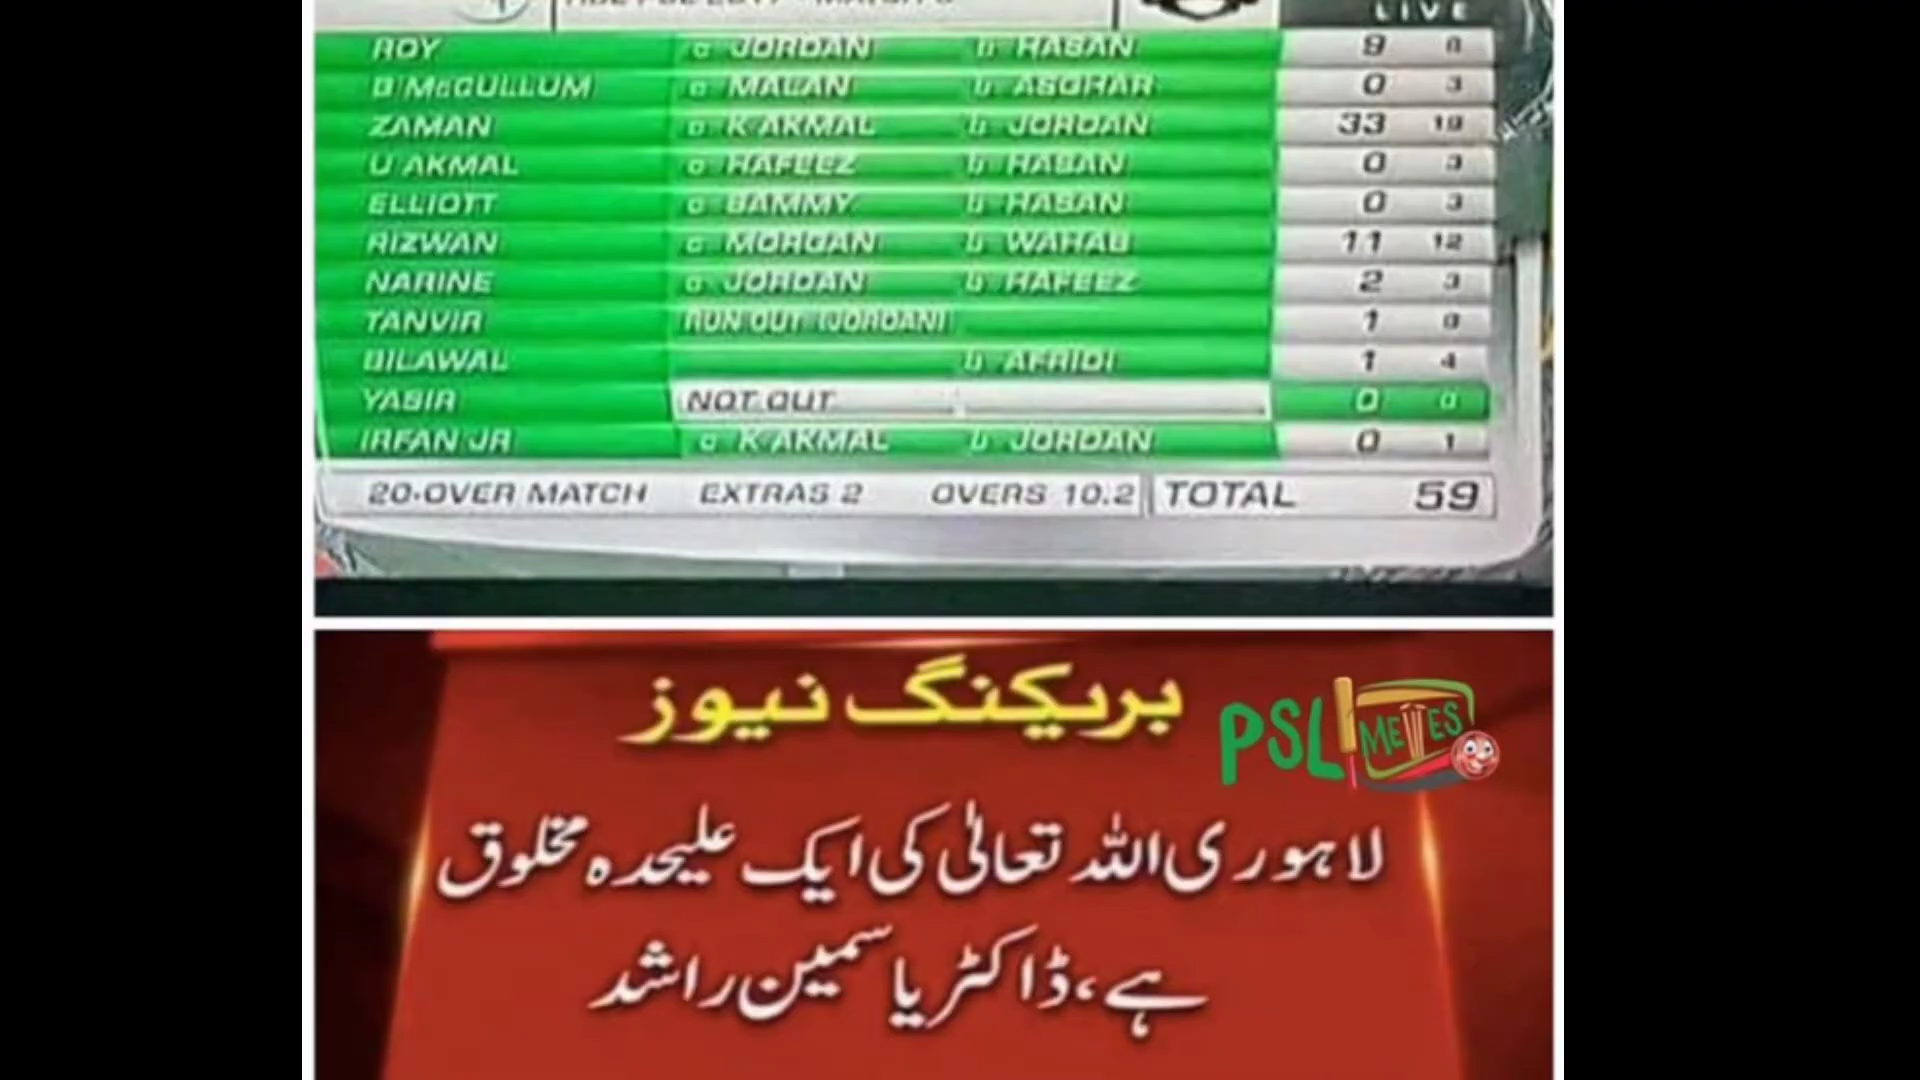 LIVE
ROY c JORDAN b HASAN 9 8
B McCULLUM c MALAN b ASGHAR 0 3
ZAMAN c K AKMAL b JORDAN 33 19
U AKMAL c HAFEEZ b HASAN 0 3
ELLIOTT c SAMMY b HASAN 0 3
RIZWAN c MORGAN b WAHAB 11 12
NARINE c JORDAN b HAFEEZ 2 3
TANVIR RUN OUT (JORDAN) 1
BILAWAL b AFRIDI 1 4
YASIR NOT OUT 0 0
IRFAN JR c K AKMAL b JORDAN 0 1
20-OVER MATCH EXTRAS 2 OVERS 10.2 TOTAL 59
بریکنگ نیوز
PSL MEMES
لاہوری اللہ تعالیٰ کی ایک علیحدہ مخلوق
ہے، ڈاکٹر یاسمین راشد